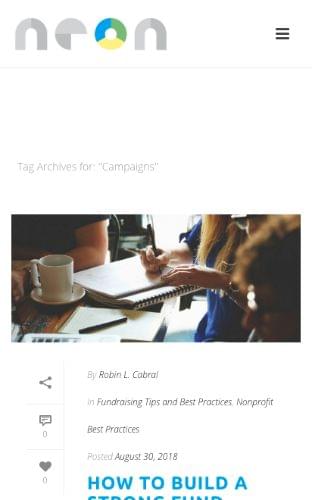 neon
Tag Archives for: "Campaigns"
By Robin L. Cabral
In Fundraising Tips and Best Practices, Nonprofit
Best Practices
Posted August 30, 2018
0
0
HOW TO BUILD A
STRONG FUND